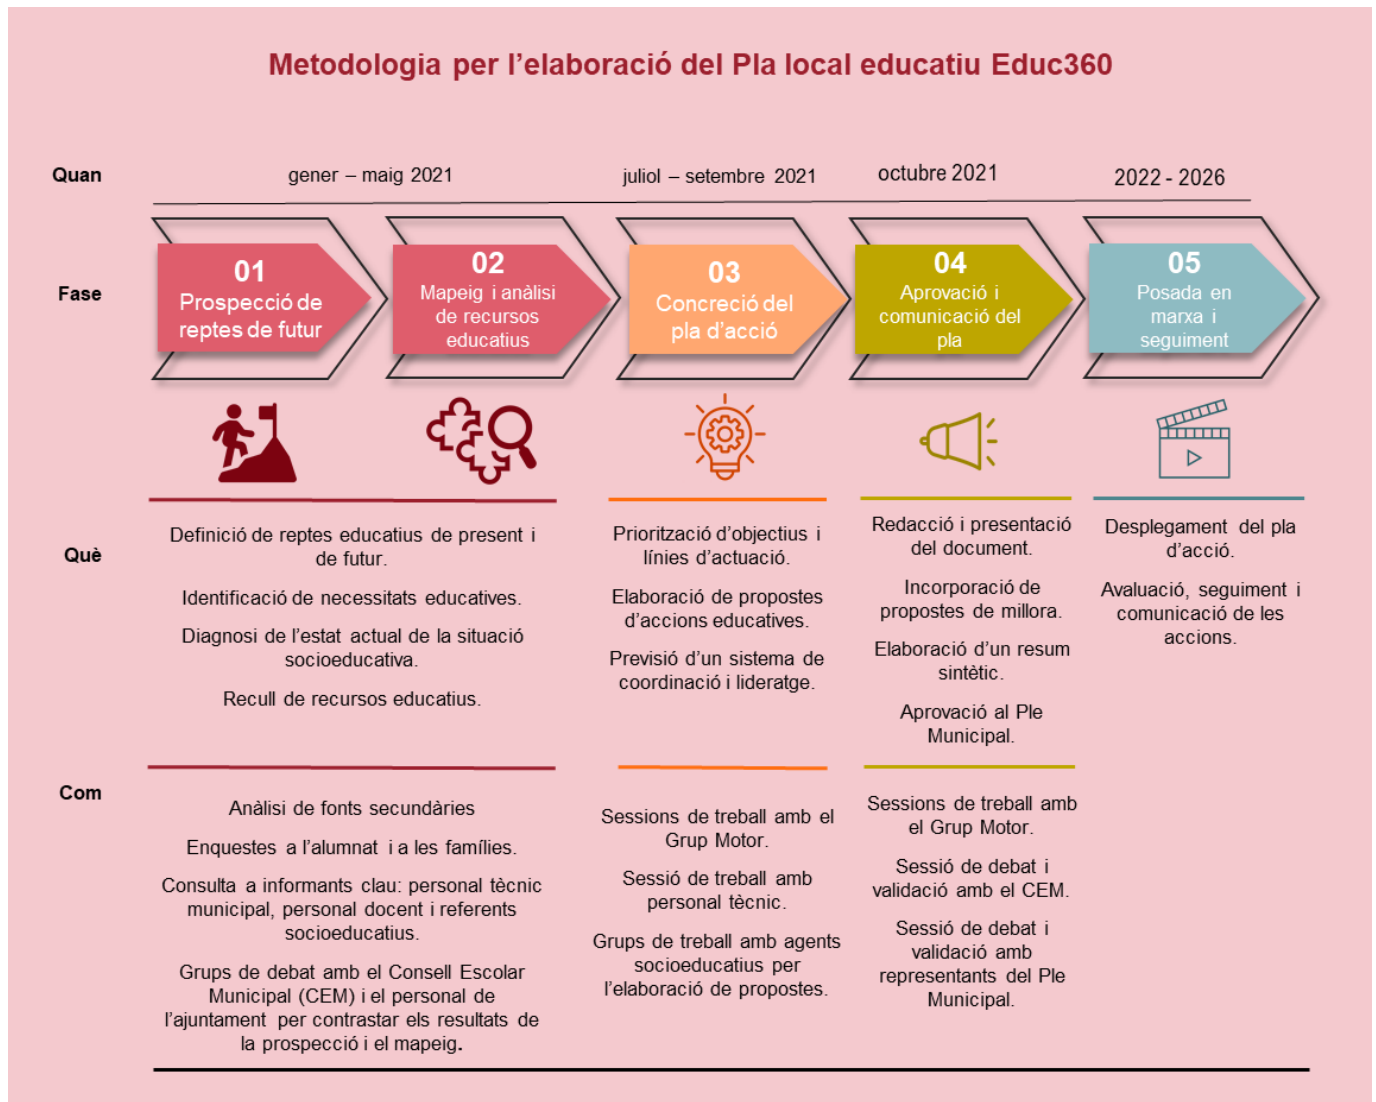 Metodologia per l’elaboració del Pla local educatiu Educ360
Quan
gener – maig 2021
juliol – setembre 2021
octubre 2021
2022 - 2026
Fase
01
Prospecció de
reptes de futur
02
Mapeig i anàlisi
de recursos
educatius
03
Concreció del
pla d’acció
04
Aprovació i
comunicació del
pla
05
Posada en
marxa i
seguiment
Què
Definició de reptes educatius de present i
de futur.
Identificació de necessitats educatives.
Diagnosi de l’estat actual de la situació
socioeducativa.
Recull de recursos educatius.
Priorització d’objectius i
línies d’actuació.
Elaboració de propostes
d’accions educatives.
Previsió d’un sistema de
coordinació i lideratge.
Redacció i presentació
del document.
Incorporació de
propostes de millora.
Elaboració d’un resum
sintètic.
Aprovació al Ple
Municipal.
Desplegament del pla
d’acció.
Avaluació, seguiment i
comunicació de les
accions.
Com
Anàlisi de fonts secundàries
Enquestes a l’alumnat i a les famílies.
Consulta a informants clau: personal tècnic
municipal, personal docent i referents
socioeducatius.
Grups de debat amb el Consell Escolar
Municipal (CEM) i el personal de
l’ajuntament per contrastar els resultats de
la prospecció i el mapeig.
Sessions de treball amb el
Grup Motor.
Sessió de treball amb
personal tècnic.
Grups de treball amb agents
socioeducatius per
l’elaboració de propostes.
Sessions de treball amb
el Grup Motor.
Sessió de debat i
validació amb el CEM.
Sessió de debat i
validació amb
representants del Ple
Municipal.